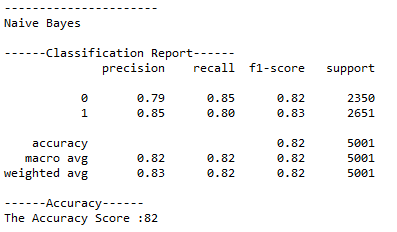 ----------------------
Naive Bayes
------Classification Report------
precision recall f1-score support
0 0.79 0.85 0.82 2350
1 0.85 0.80 0.83 2651
accuracy 0.82 5001
macro avg 0.82 0.82 0.82 5001
weighted avg 0.83 0.82 0.82 5001
------Accuracy------
The Accuracy Score :82